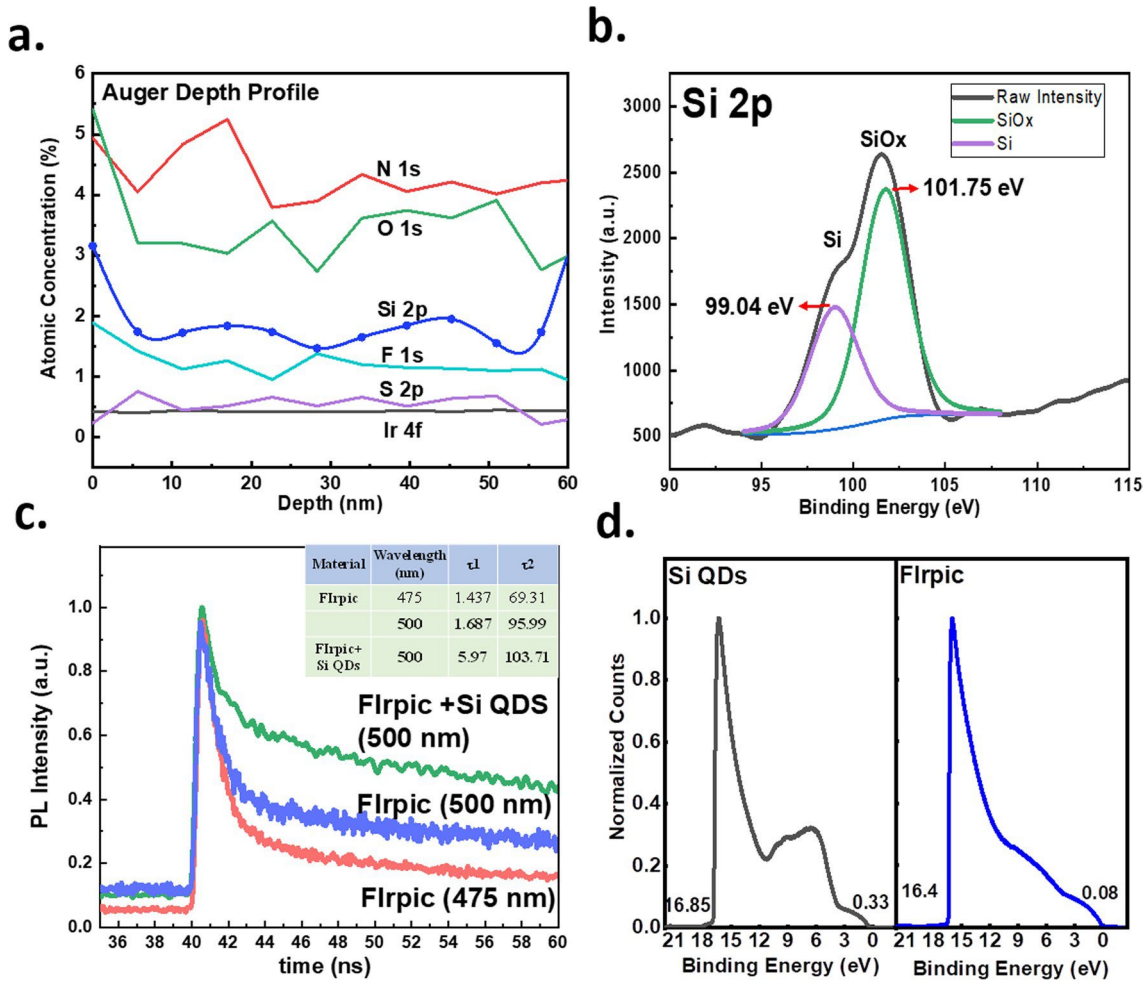 a.
Auger Depth Profile
Atomic Concentration (%)
6
5
4
3
2
1
0
N 1s
O 1s
Si 2p
F 1s
S 2p
Ir 4f
0 10 20 30 40 50 60
Depth (nm)
b.
Si 2p
Raw Intensity
SiOx
Si
Intensity (a.u.)
3000
2500
2000
1500
1000
500
SiOx
101.75 eV
Si
99.04 eV
90 95 100 105 110 115
Binding Energy (eV)
c.
PL Intensity (a.u.)
1.0
0.8
0.6
0.4
0.2
0.0
Material Wavelength (nm) τ1 τ2
FIrpic 475 1.437 69.31
500 1.687 95.99
FIrpic+ Si QDs 500 5.97 103.71
FIrpic +Si QDS
(500 nm)
FIrpic (500 nm)
FIrpic (475 nm)
36 38 40 42 44 46 48 50 52 54 56 58 60
time (ns)
d.
Si QDs
FIrpic
Normalized Counts
1.0
0.8
0.6
0.4
0.2
0.0
16.85
0.33
16.4
0.08
21 18 15 12 9 6 3 0
21 18 15 12 9 6 3 0
Binding Energy (eV)
Binding Energy (eV)